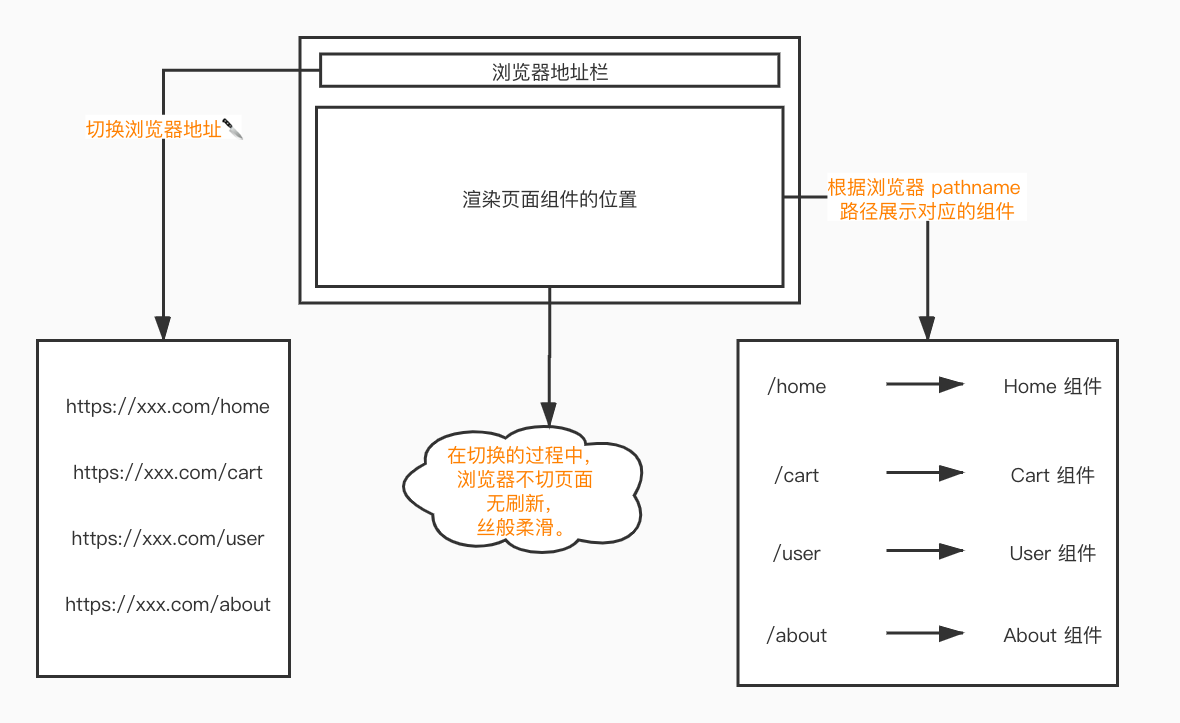 浏览器地址栏
切换浏览器地址🔪
渲染页面组件的位置
根据浏览器 pathname
路径展示对应的组件
https://xxx.com/home
https://xxx.com/cart
https://xxx.com/user
https://xxx.com/about
在切换的过程中，
浏览器不切页面
无刷新，
丝般柔滑。
/home
Home 组件
/cart
Cart 组件
/user
User 组件
/about
About 组件